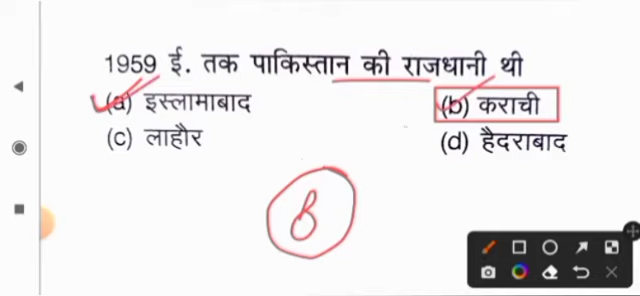 1959 ई. तक पाकिस्तान की राजधानी थी
(a) इस्लामाबाद
(b) कराची
(c) लाहौर
(d) हैदराबाद
B